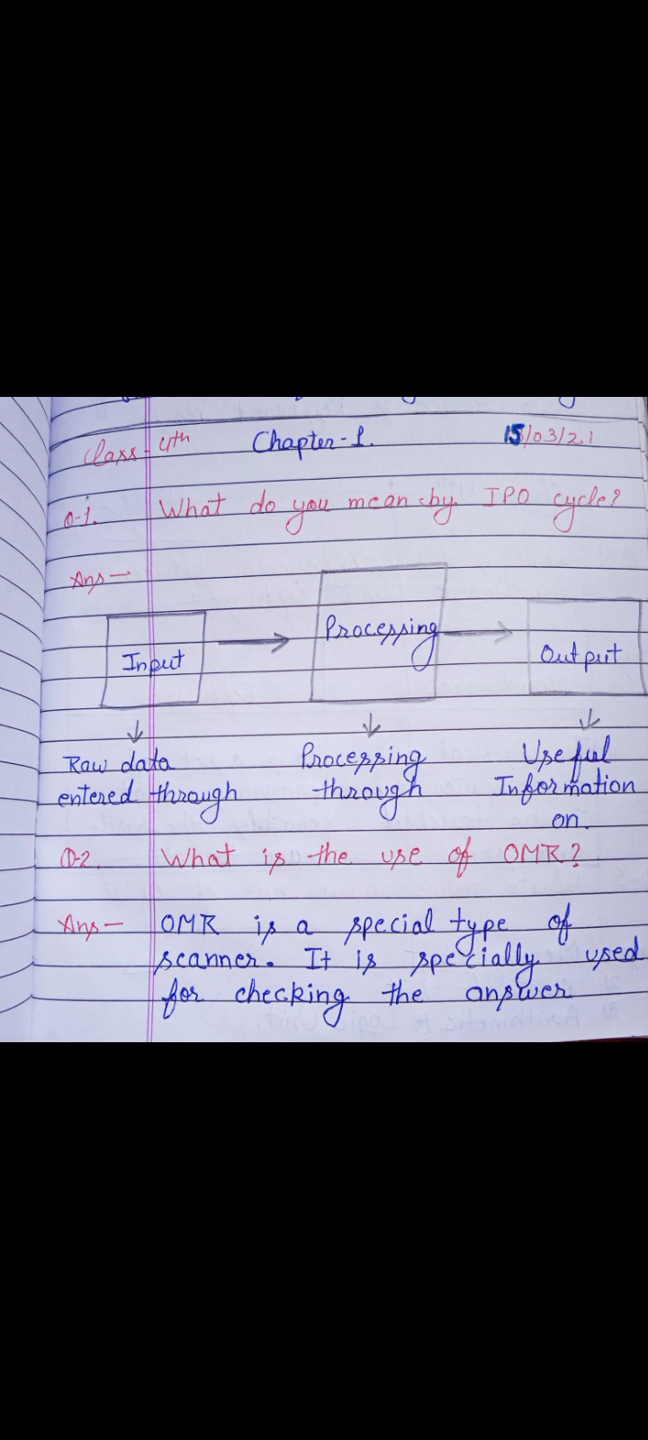 Class- 4th Chapter-1. 15/03/21
Q-1. What do you mean by IPO cycle?
Ans-
Input Processing Output
Raw data Processing Useful
entered through through Information
on.
Q-2. What is the use of OMR?
Ans- OMR is a special type of
scanner. It is specially used
for checking the answer